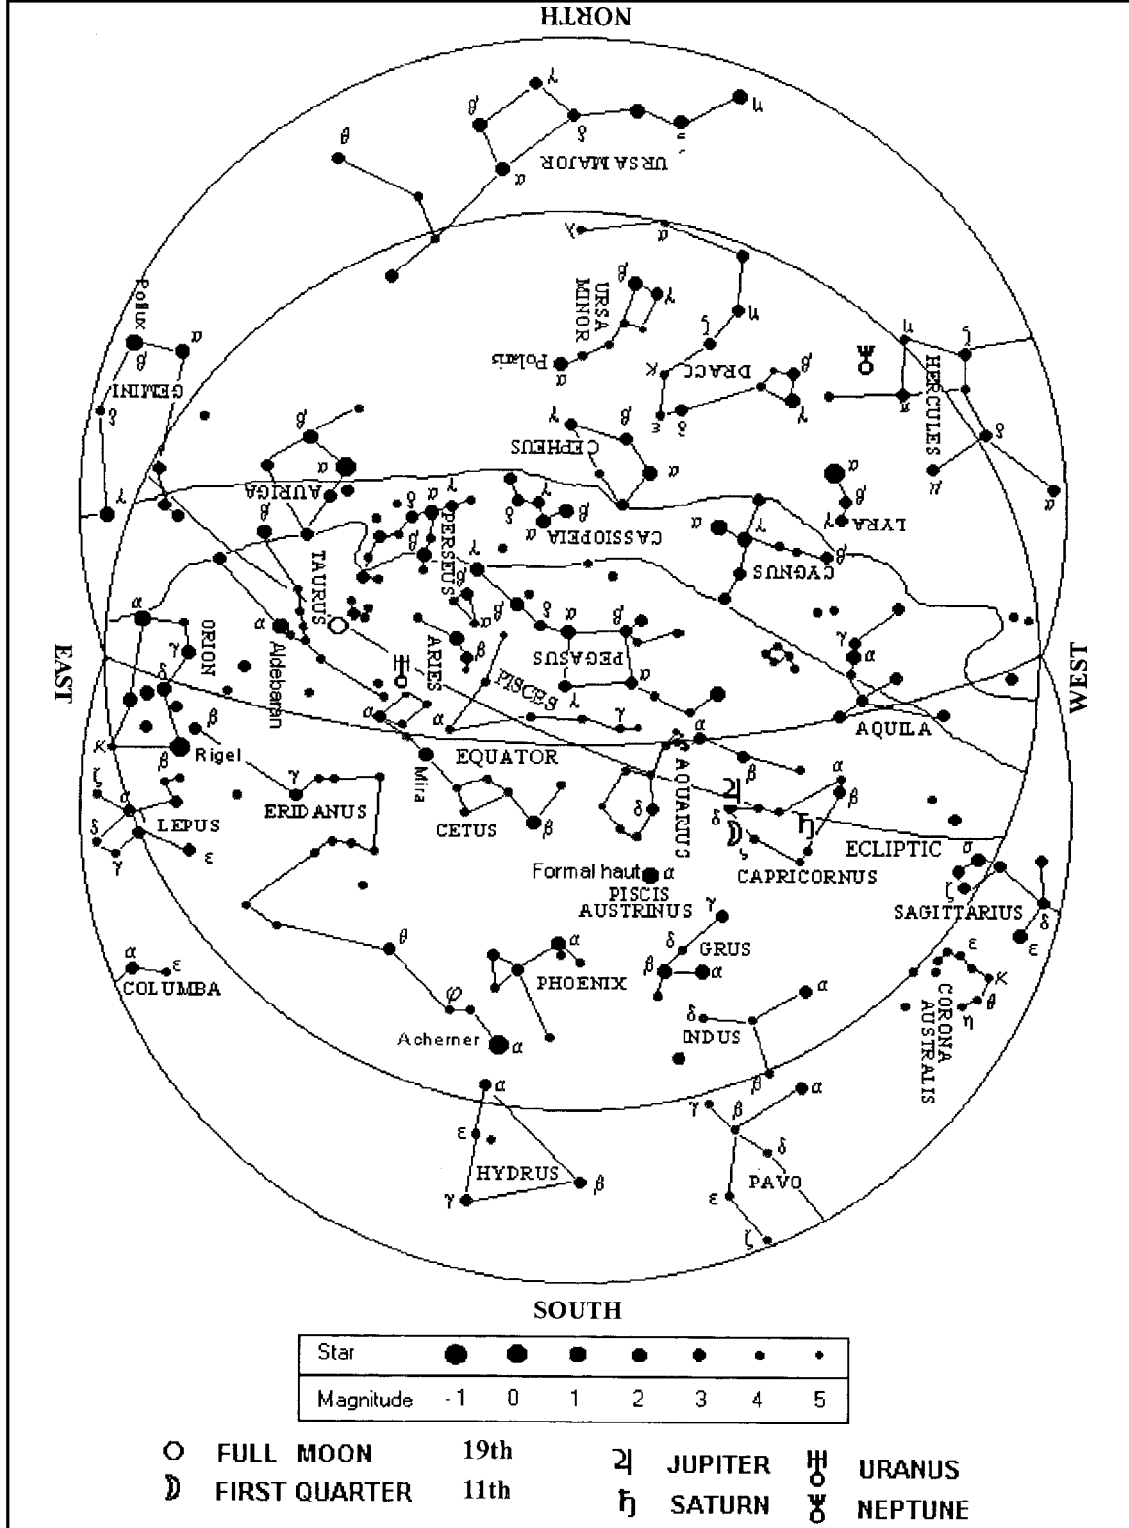 NORTH
γ
β
η
θ
δ
URSA MAJOR
α
λ
α
Pollux
β
γ
URSA MINOR
η
ζ
η
ζ
α
β
GEMINI
Polaris
α
κ
DRACC
β
HERCULES
π
δ
ε
δ
γ
γ
β
CEPHEUS
δ
β
α
α
α
μ
α
AURIGA
γ
δ
α
γ
δ
γ
β
β
LYRA
γ
β
α
CASSIOPEIA
α
γ
β
PERSEUS
γ
CYGNUS
β
TAURUS
α
ORION
γ
α
Aldebaran
β
α
δ
α
β
β
ARIES
PISCES
PEGASUS
α
γ
α
EAST
WEST
δ
κ
β
Rigel
β
α
Mira
α
EQUATOR
γ
γ
α
AQUILA
β
AQUARIUS
ζ
α
β
LEPUS
γ
ERIDANUS
CETUS
β
δ
δ
α
β
ζ
ECLIPTIC
CAPRICORNUS
δ
γ
ε
Formal haut
α
PISCIS
AUSTRINUS
γ
σ
ζ
SAGITTARIUS
δ
ε
θ
α
δ
GRUS
β
α
PHOENIX
α
ε
COLUMBA
ε
κ
θ
η
CORONA AUSTRALIS
φ
Acherner
α
δ
INDUS
α
β
α
γ
β
α
ε
HYDRUS
β
γ
δ
PAVO
ε
ζ
SOUTH
Star
Magnitude -1 0 1 2 3 4 5
FULL MOON 19th
FIRST QUARTER 11th
JUPITER
SATURN
URANUS
NEPTUNE